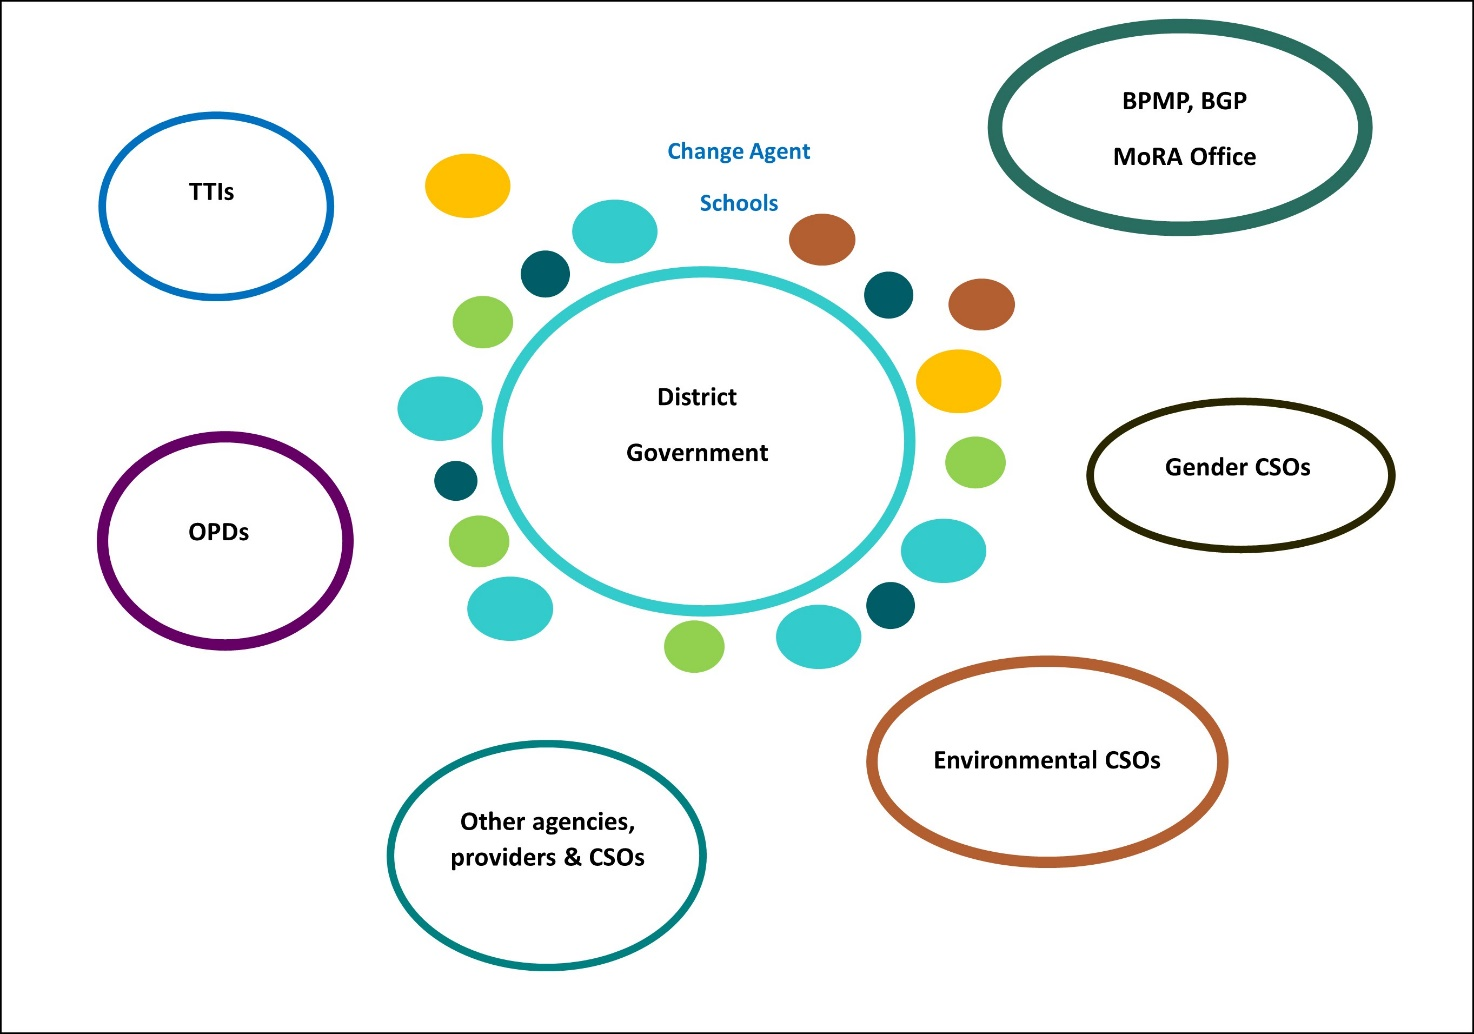 BPMP, BGP
MoRA Office
TTIs
Change Agent
Schools
District
Government
Gender CSOs
OPDs
Environmental CSOs
Other agencies,
providers & CSOs